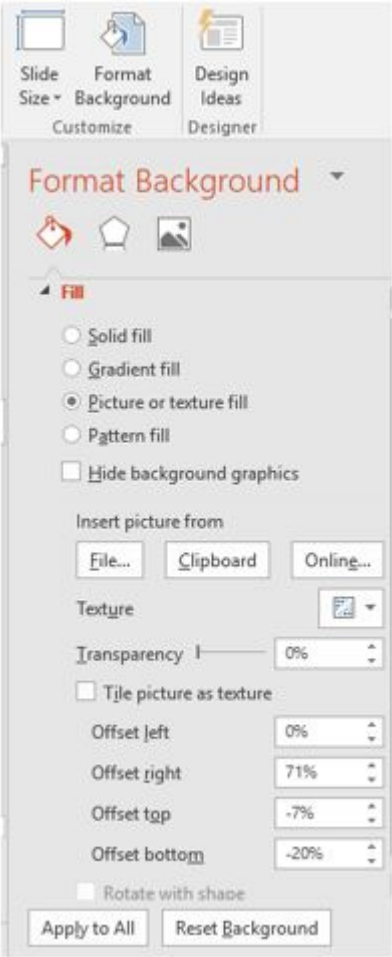 Slide Format Design
Size Background Ideas
Customize Designer
Format Background
Fill
Solid fill
Gradient fill
Picture or texture fill
Pattern fill
Hide background graphics
Insert picture from
File... Clipboard Online...
Texture
Transparency 0%
Tile picture as texture
Offset left 0%
Offset right 71%
Offset top -7%
Offset bottom -20%
Rotate with shape
Apply to All Reset Background